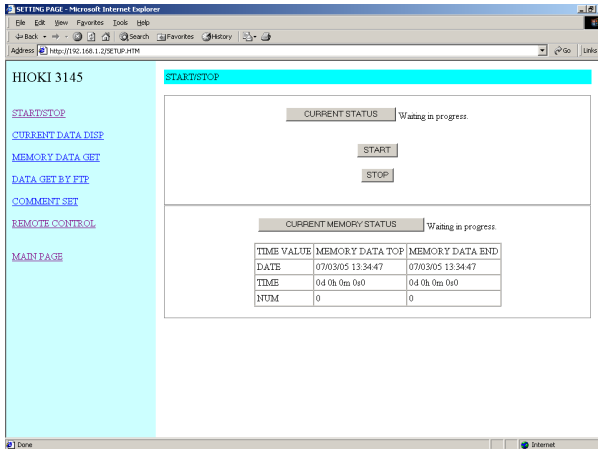 SETTING PAGE - Microsoft Internet Explorer
File Edit View Favorites Tools Help
Back Search Favorites History
Address http://192.168.1.2/SETUP.HTM Go Links
HIOKI 3145
START/STOP
CURRENT DATA DISP
MEMORY DATA GET
DATA GET BY FTP
COMMENT SET
REMOTE CONTROL
MAIN PAGE
START/STOP
CURRENT STATUS Waiting in progress.
START
STOP
CURRENT MEMORY STATUS Waiting in progress.
TIME VALUE MEMORY DATA TOP MEMORY DATA END
DATE 07/03/05 13:34:47 07/03/05 13:34:47
TIME 0d 0h 0m 0s0 0d 0h 0m 0s0
NUM 0 0
Done Internet